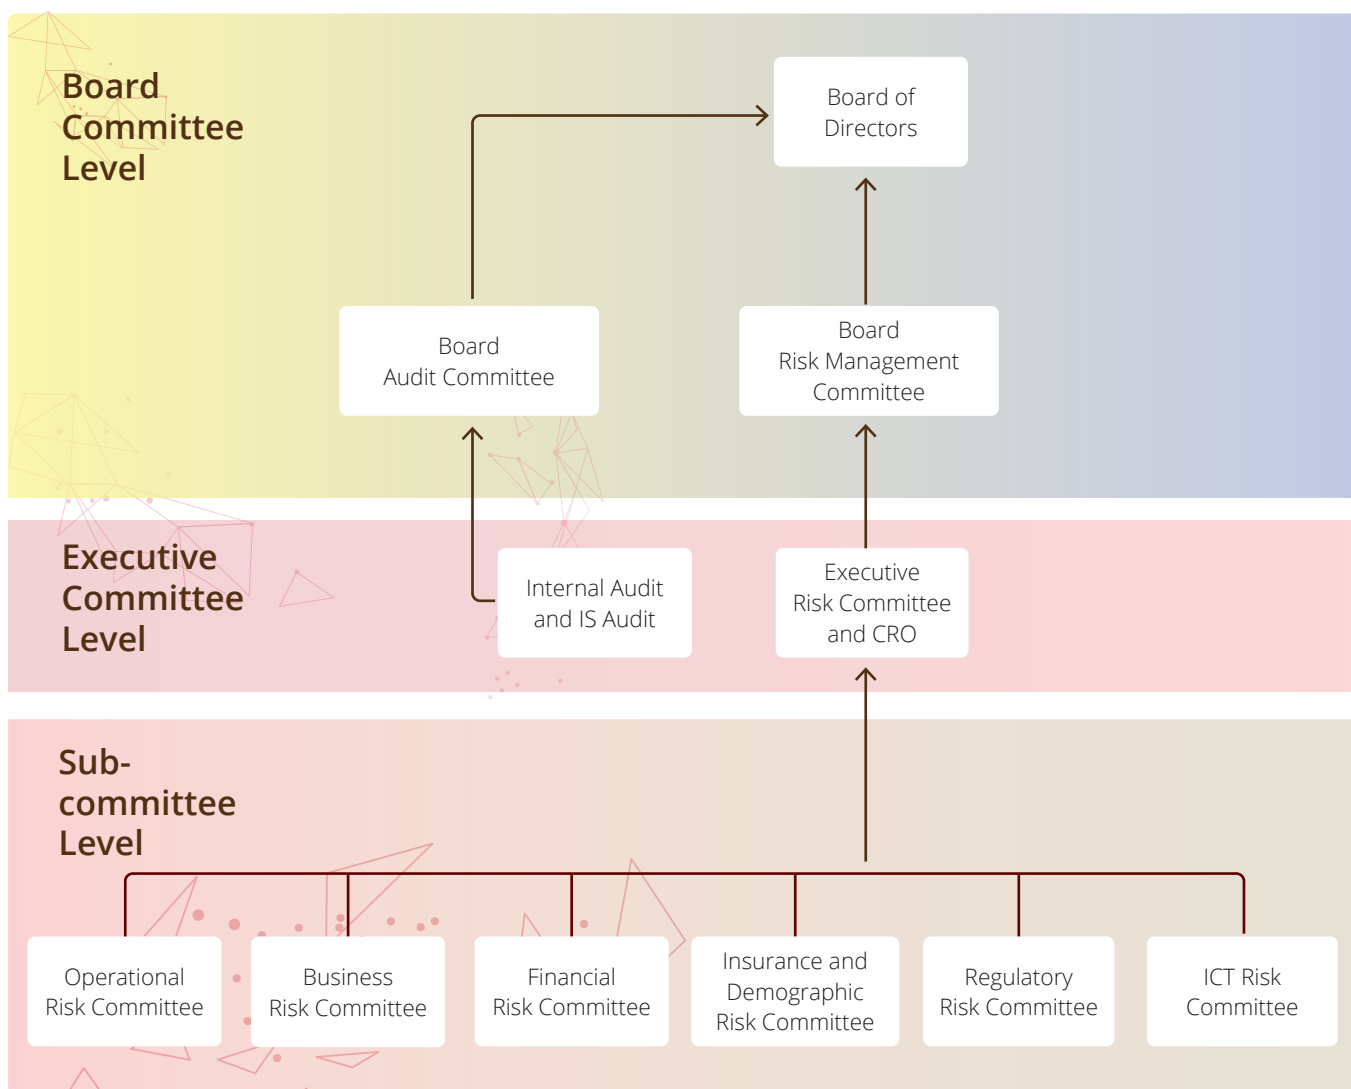 Board
Committee
Level
Board of
Directors
Board
Audit Committee
Board
Risk Management
Committee
Executive
Committee
Level
Internal Audit
and IS Audit
Executive
Risk Committee
and CRO
Sub-
committee
Level
Operational
Risk Committee
Business
Risk Committee
Financial
Risk Committee
Insurance and
Demographic
Risk Committee
Regulatory
Risk Committee
ICT Risk
Committee